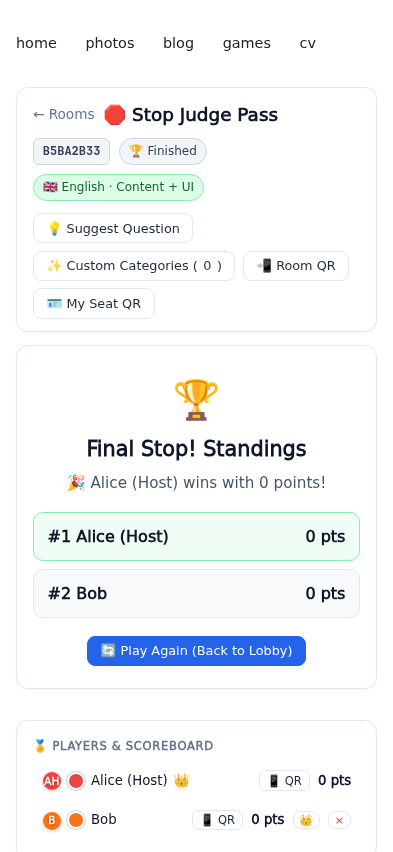 home photos blog games cv
← Rooms 🛑 Stop Judge Pass
B5BA2B33 🏆 Finished
🇬🇧 English · Content + UI
💡 Suggest Question
✨ Custom Categories ( 0 ) 📲 Room QR
🪪 My Seat QR
🏆
Final Stop! Standings
🎉 Alice (Host) wins with 0 points!
#1 Alice (Host) 0 pts
#2 Bob 0 pts
🔄 Play Again (Back to Lobby)
🏅 PLAYERS & SCOREBOARD
AH Alice (Host) 👑 📱 QR 0 pts
B Bob 📱 QR 0 pts 👑 ✕